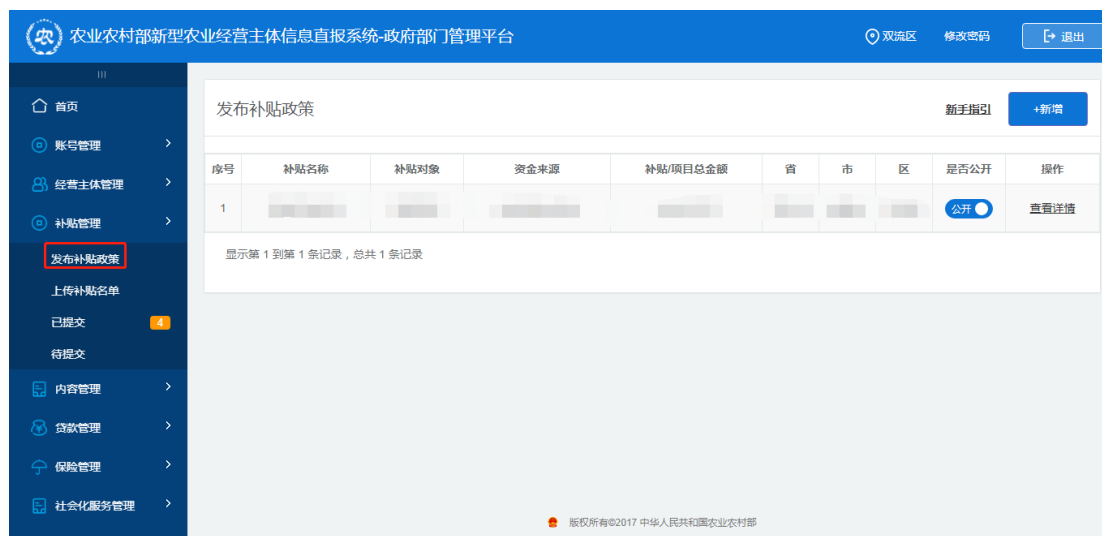 农业农村部新型农业经营主体信息直报系统-政府部门管理平台
双流区 修改密码 退出
首页
账号管理
经营主体管理
补贴管理
发布补贴政策
上传补贴名单
已提交 4
待提交
内容管理
贷款管理
保险管理
社会化服务管理
发布补贴政策 新手指引 +新增
序号 补贴名称 补贴对象 资金来源 补贴/项目总金额 省 市 区 是否公开 操作
1 公开 查看详情
显示第 1 到第 1 条记录，总共 1 条记录
版权所有©2017 中华人民共和国农业农村部